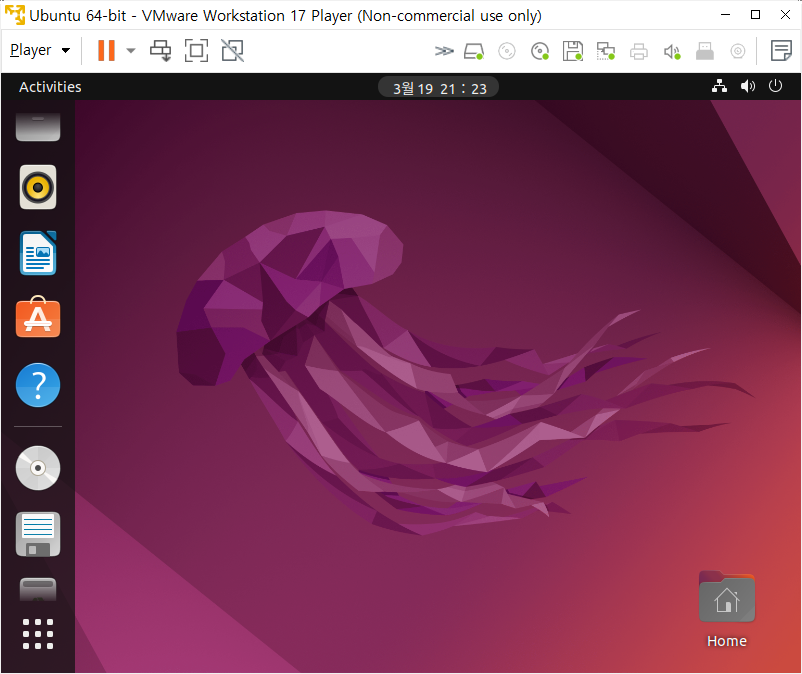 Ubuntu 64-bit - VMware Workstation 17 Player (Non-commercial use only)
Player
Activities
3월 19 21 : 23
Home